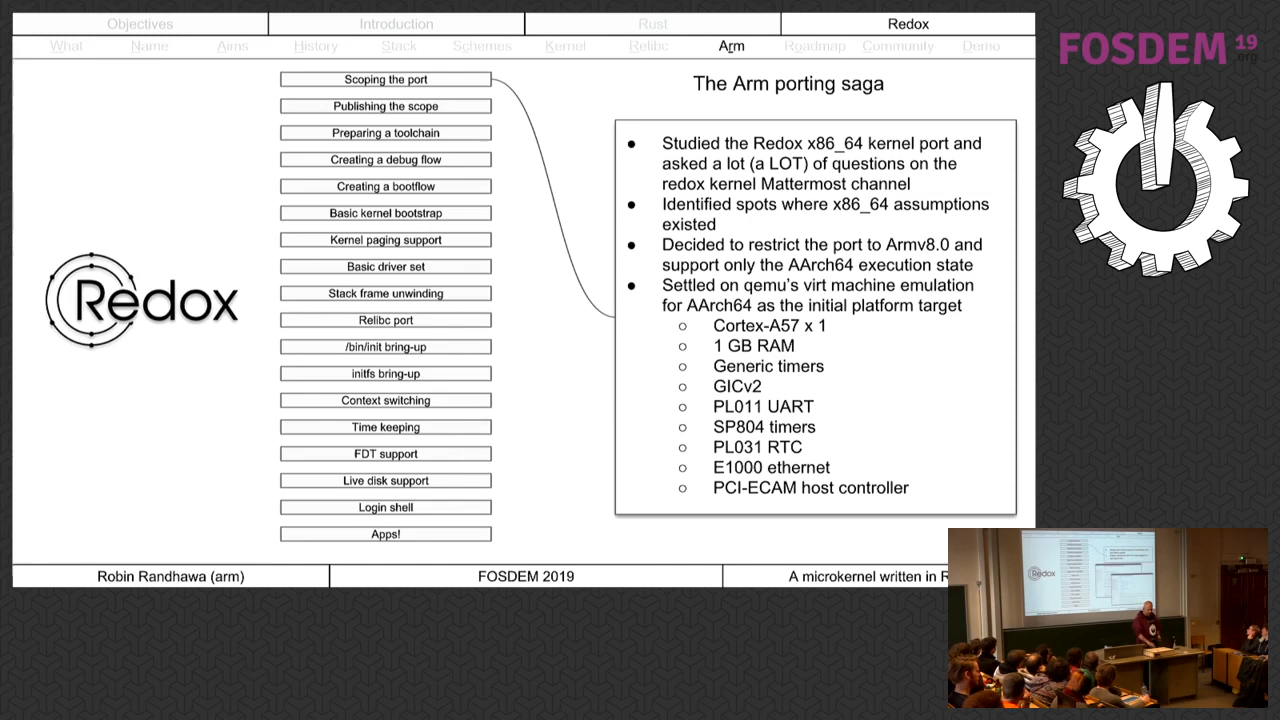 Objectives
Introduction
Rust
Redox
What
Name
Aims
History
Stack
Schemes
Kernel
Relibc
Arm
Roadmap
Community
Demo
FOSDEM 19
.org
Scoping the port
Publishing the scope
Preparing a toolchain
Creating a debug flow
Creating a bootflow
Basic kernel bootstrap
Kernel paging support
Basic driver set
Stack frame unwinding
Relibc port
/bin/init bring-up
initfs bring-up
Context switching
Time keeping
FDT support
Live disk support
Login shell
Apps!
Redox
The Arm porting saga
● Studied the Redox x86_64 kernel port and
asked a lot (a LOT) of questions on the
redox kernel Mattermost channel
● Identified spots where x86_64 assumptions
existed
● Decided to restrict the port to Armv8.0 and
support only the AArch64 execution state
● Settled on qemu's virt machine emulation
for AArch64 as the initial platform target
○ Cortex-A57 x 1
○ 1 GB RAM
○ Generic timers
○ GICv2
○ PL011 UART
○ SP804 timers
○ PL031 RTC
○ E1000 ethernet
○ PCI-ECAM host controller
Robin Randhawa (arm)
FOSDEM 2019
A microkernel written in R
Redox